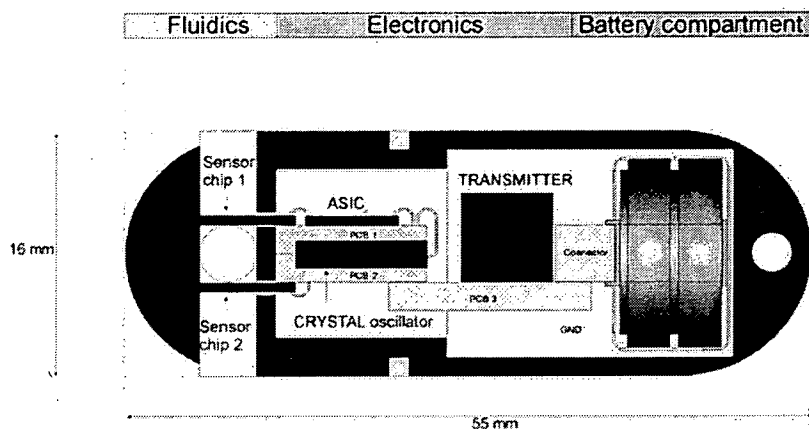 Fluidics Electronics Battery compartment
Sensor
chip 1
ASIC
TRANSMITTER
PCB 1
16 mm
Connector
PCB 2
PCB 3
CRYSTAL oscillator
Sensor
chip 2
GND
55 mm